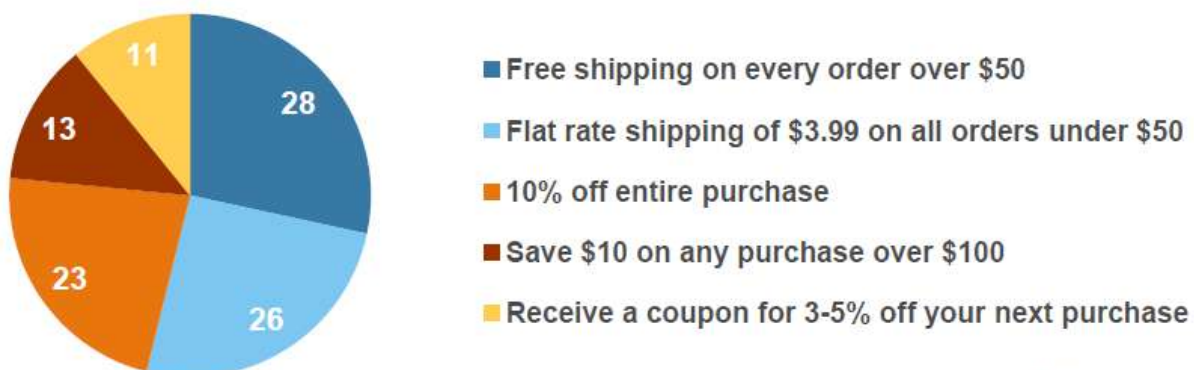 11
28
13
23
26
Free shipping on every order over $50
Flat rate shipping of $3.99 on all orders under $50
10% off entire purchase
Save $10 on any purchase over $100
Receive a coupon for 3-5% off your next purchase